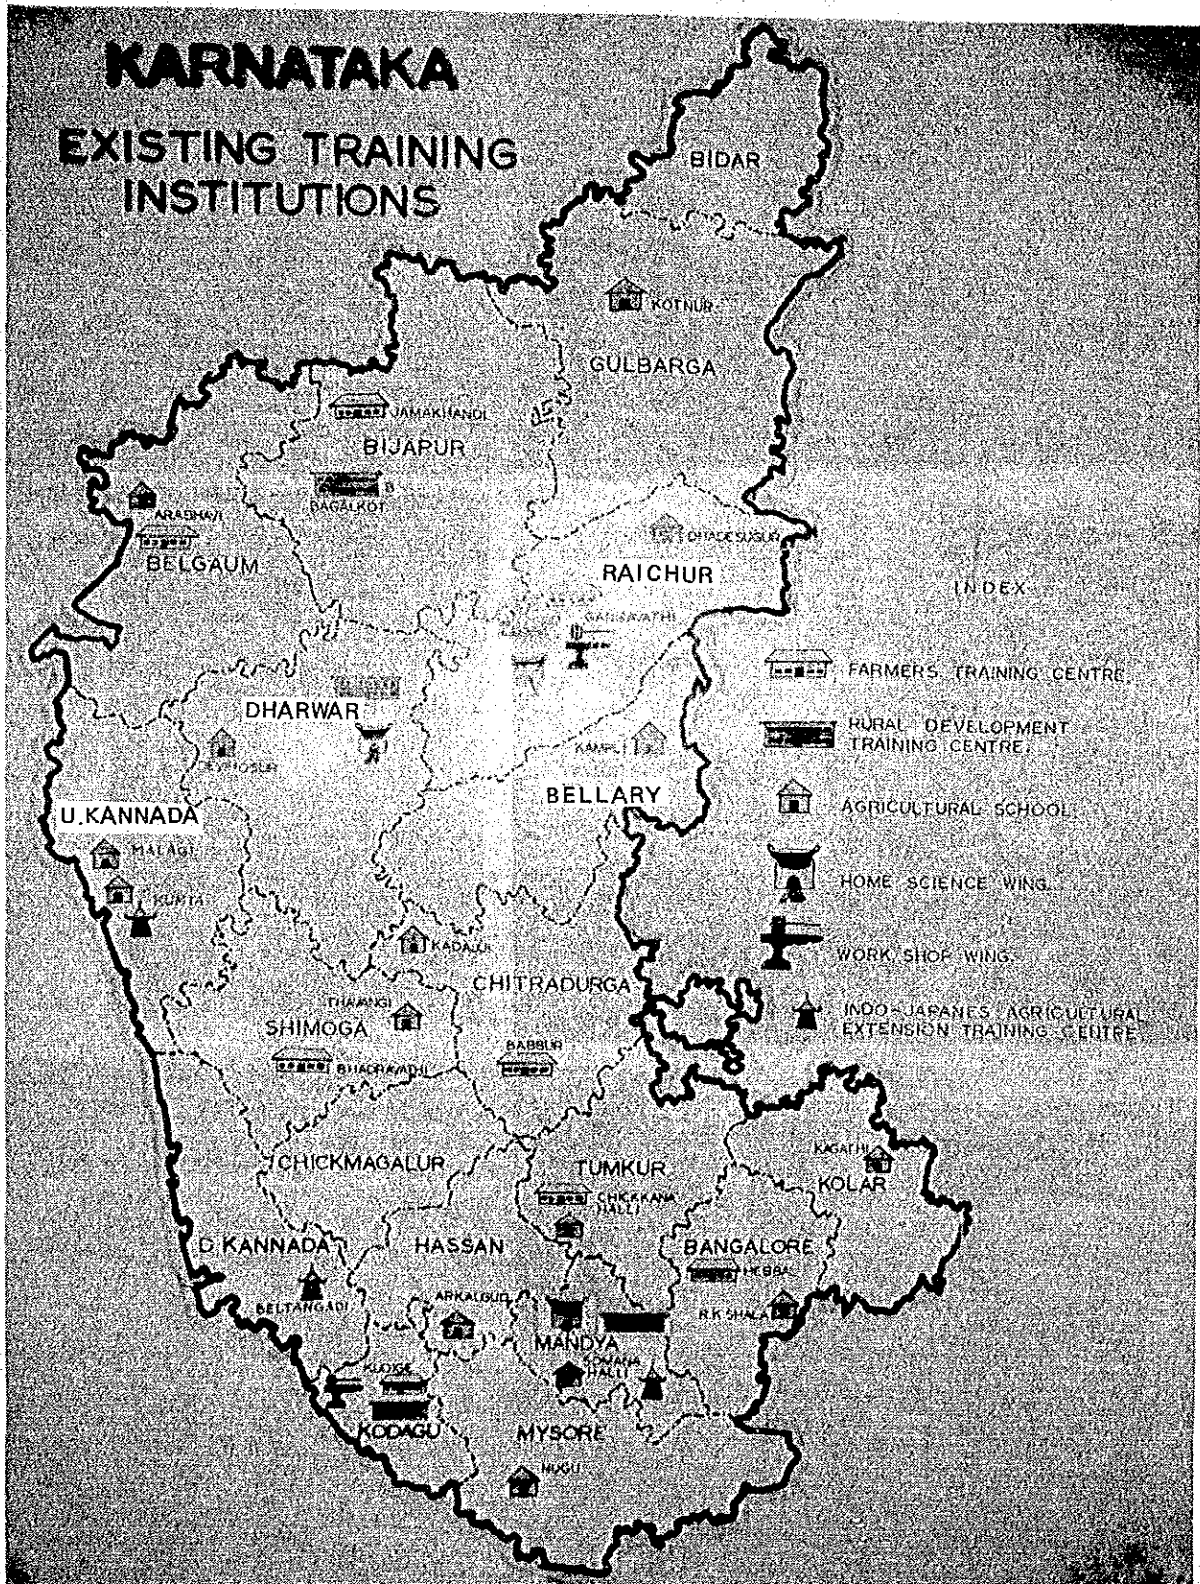 KARNATAKA
EXISTING TRAINING
INSTITUTIONS
BIDAR
KOTNUR
GULBARGA
JAMAKHANDI
BIJAPUR
BAGALKOT
ARABHAVI
BELGAUM
DHADESUGUR
RAICHUR
GANGAVATHI
INDEX
FARMERS TRAINING CENTRE.
RURAL DEVELOPMENT
TRAINING CENTRE.
AGRICULTURAL SCHOOL
HOME SCIENCE WING.
WORK SHOP WING.
INDO-JAPANES AGRICULTURAL
EXTENSION TRAINING CENTRE
DHARWAR
DEVIHOSUR
KAMPLI
BELLARY
U.KANNADA
MALAGI
KUMTA
CHITRADURGA
SHIMOGA
BHADRAVATHI
BABBUR
CHICKMAGALUR
TUMKUR
CHICKKANA
HALLI
KAGATHI
KOLAR
D.KANNADA
BELTANGADI
HASSAN
ARKALGUD
BANGALORE
HEBBAL
R.K.SHALA
MANDYA
SOMANA
HALLI
KUDIGE
KODAGU
MYSORE
NUGU